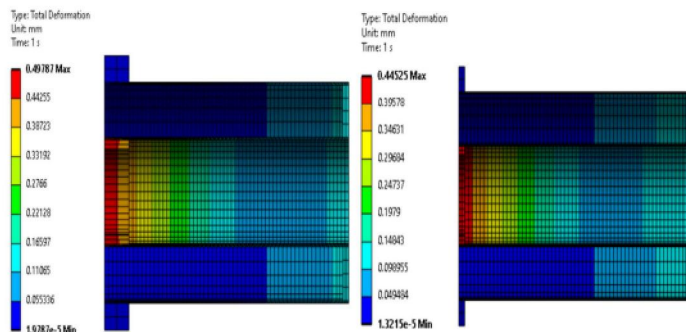 Type: Total Deformation
Unit: mm
Time: 1 s
0.49787 Max
0.44255
0.38723
0.33192
0.2766
0.22128
0.16597
0.11065
0.055336
1.9787e-5 Min
Type: Total Deformation
Unit: mm
Time: 1 s
0.44525 Max
0.39578
0.34631
0.29684
0.24737
0.1979
0.14843
0.098955
0.049484
1.3215e-5 Min